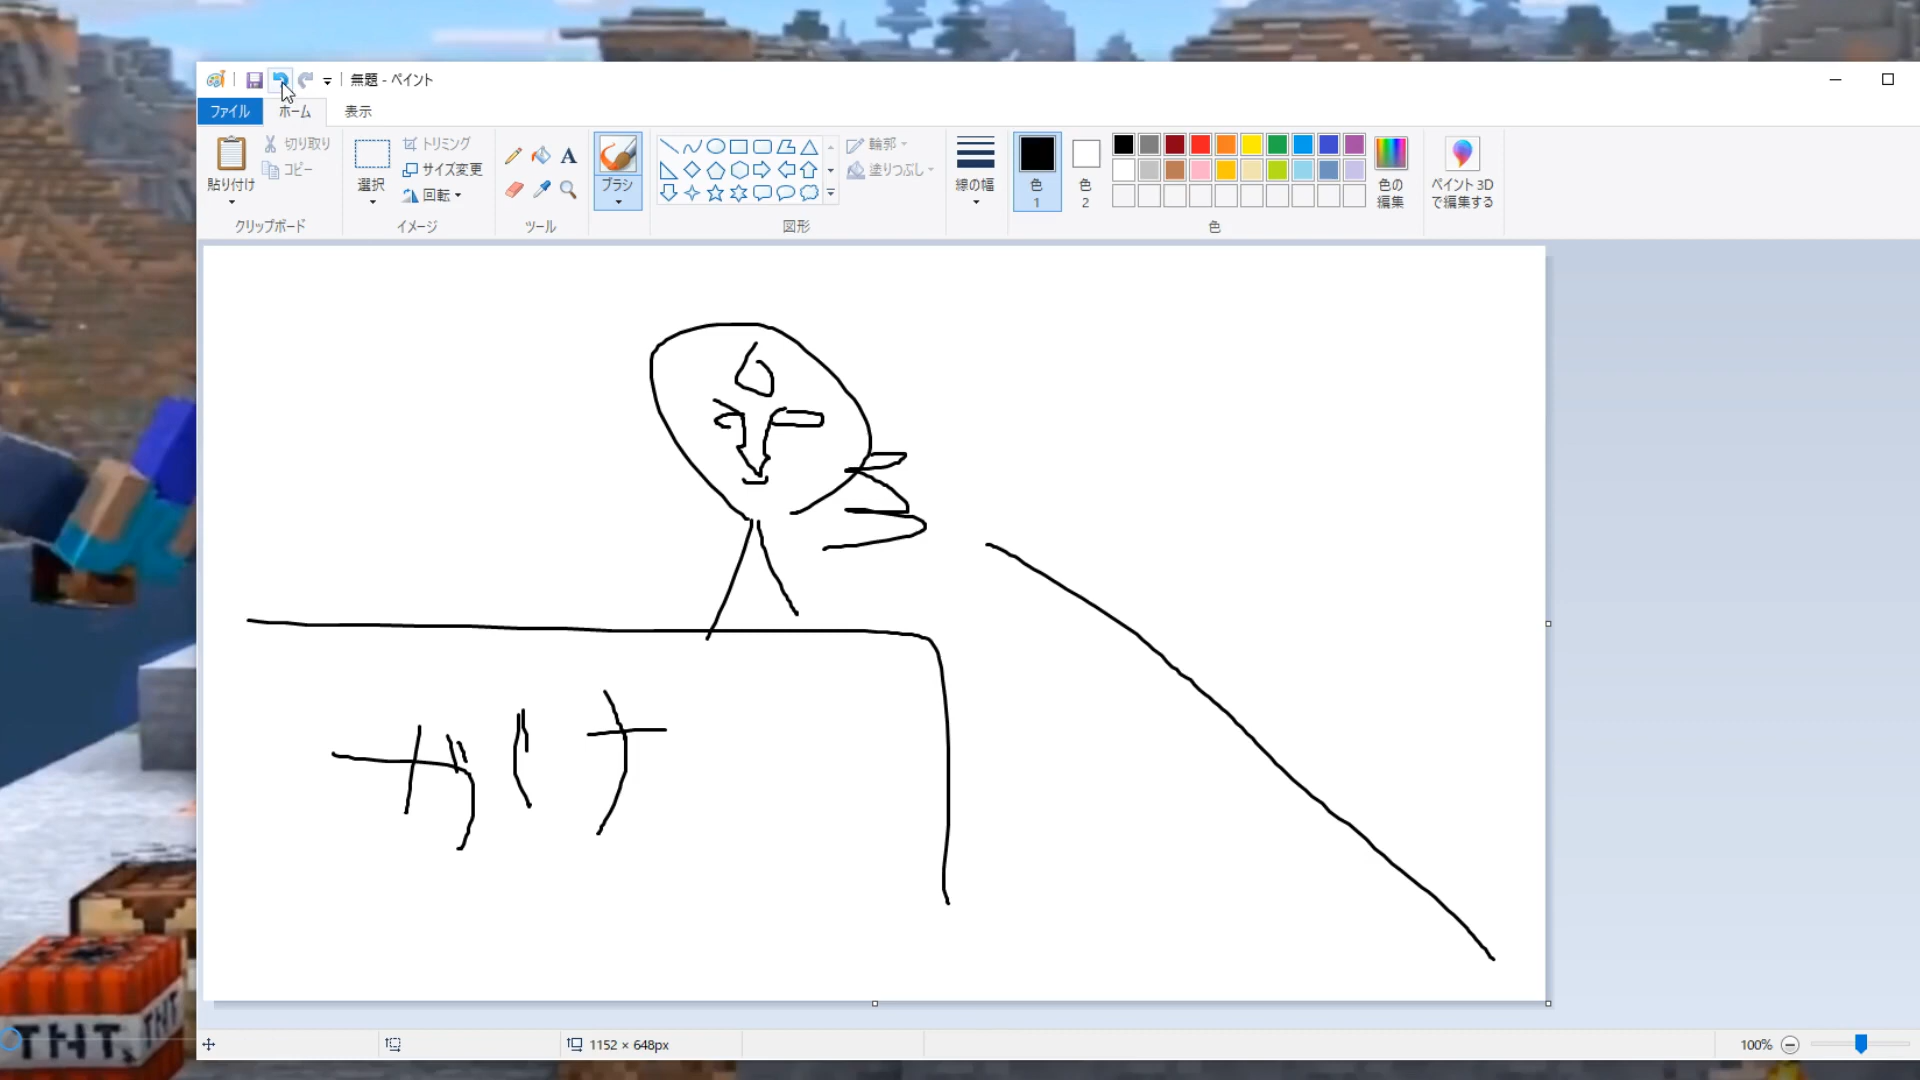 無題 - ペイント
ファイル ホーム 表示
貼り付け 切り取り コピー クリップボード
選択 トリミング サイズ変更 回転 イメージ
A
ツール
ブラシ
輪郭 塗りつぶし 図形
線の幅
色 1
色 2
色の編集
色
ペイント 3D で編集する
1152 × 648px
100%
TNT
TNT